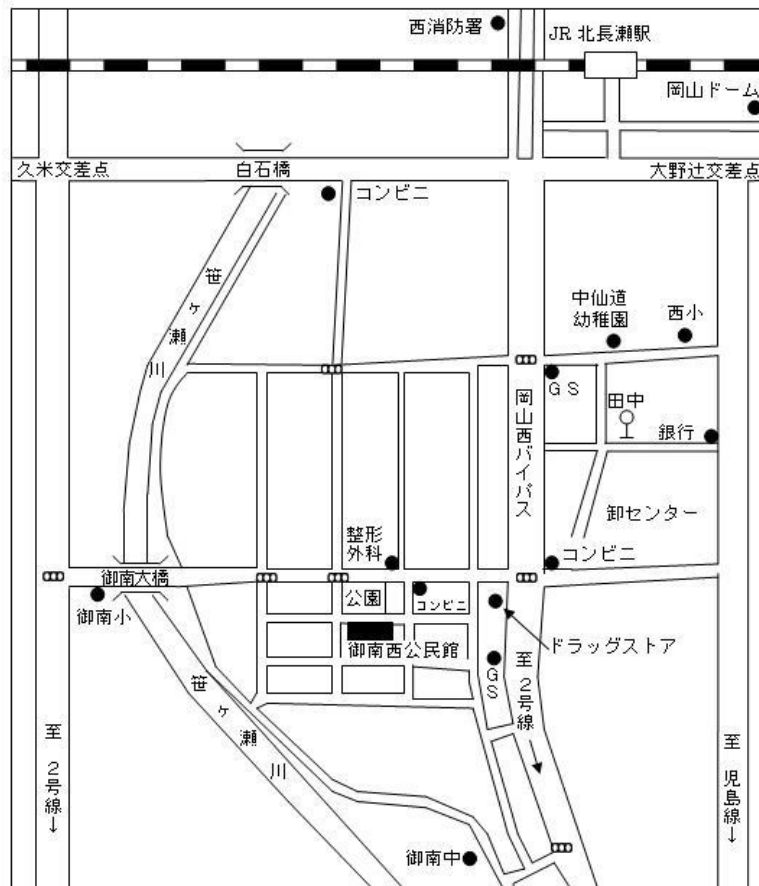 西消防署
JR 北長瀬駅
岡山ドーム
久米交差点
白石橋
大野辻交差点
コンビニ
笹ヶ瀬川
中仙道
幼稚園
西小
GS
田中
銀行
岡山西バイパス
卸センター
整形
外科
コンビニ
御南大橋
御南小
公園
コンビニ
御南西公民館
ドラッグストア
GS
至 2号線
笹ヶ瀬川
至 2号線↓
至 児島線↓
御南中